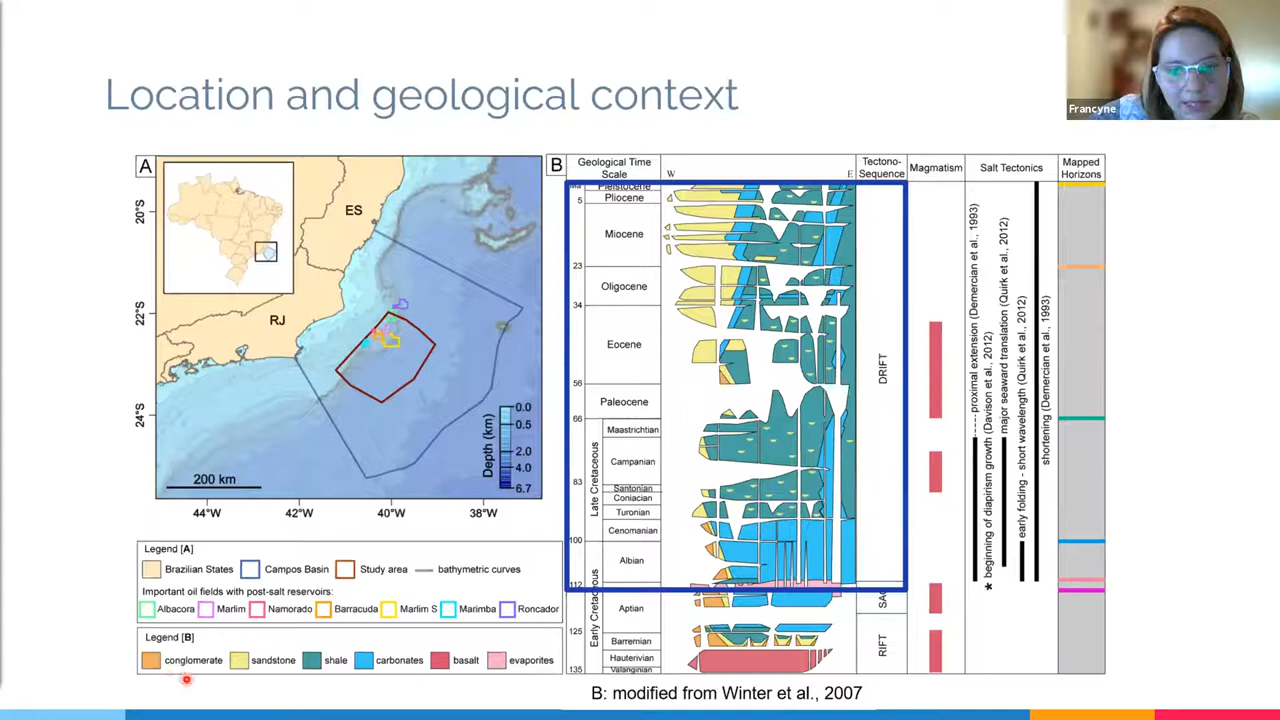 Location and geological context
Francyne
A
ES
RJ
20°S
22°S
24°S
200 km
Depth (km)
0.0
0.5
2.0
4.0
6.7
44°W
42°W
40°W
38°W
Legend [A]
Brazilian States
Campos Basin
Study area
bathymetric curves
Important oil fields with post-salt reservoirs:
Albacora
Marlim
Namorado
Barracuda
Marlim S
Marimba
Roncador
Legend [B]
conglomerate
sandstone
shale
carbonates
basalt
evaporites
B
Geological Time
Scale
W
E
Tectono-
Sequence
Magmatism
Salt Tectonics
Mapped
Horizons
Ma
Pleistocene
5
Pliocene
Miocene
23
Oligocene
34
Eocene
56
Paleocene
66
Maastrichtian
Campanian
83
Santonian
Coniacian
Turonian
Cenomanian
100
Albian
112
Aptian
125
Barremian
Hauterivian
Valanginian
135
Late Cretaceous
Early Cretaceous
DRIFT
SAG
RIFT
proximal extension (Demercian et al., 1993)
* beginning of diapirism growth (Davison et al., 2012)
major seaward translation (Quirk et al., 2012)
early folding - short wavelength (Quirk et al., 2012)
shortening (Demercian et al., 1993)
B: modified from Winter et al., 2007